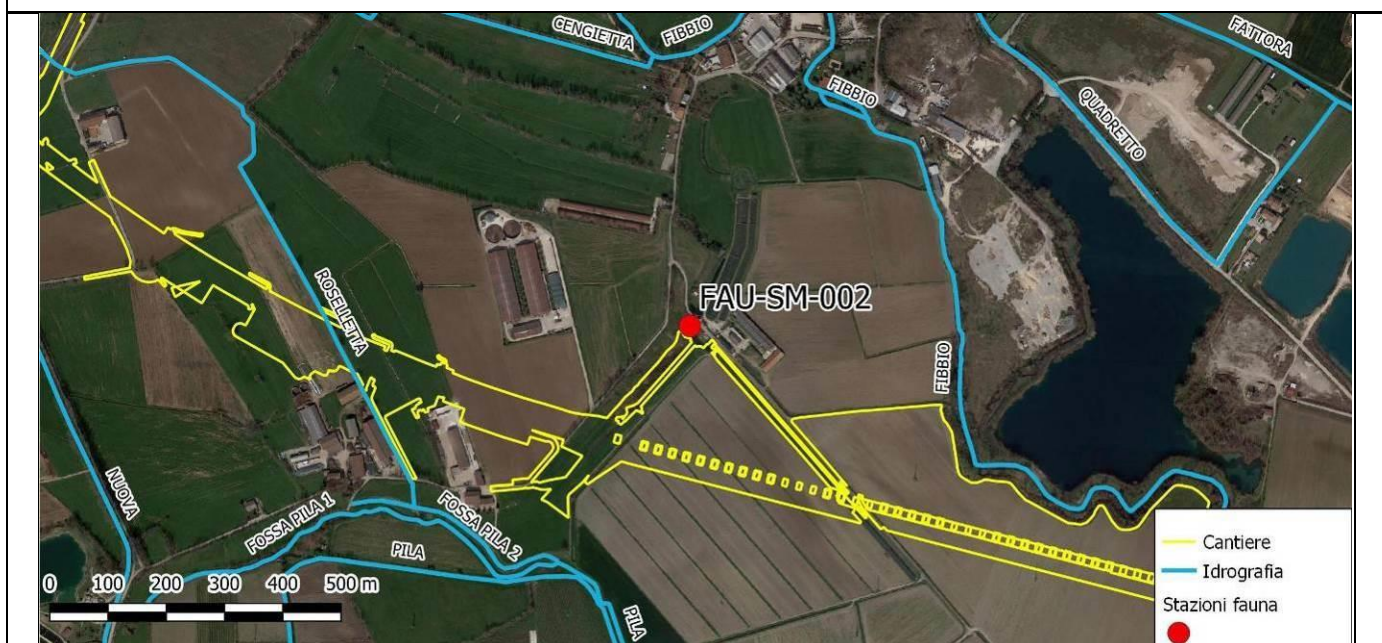 CENGIETTA
FIBBIO
FATTORA
FIBBIO
QUADRETTO
ROSELLETTA
FAU-SM-002
FIBBIO
NUOVA
FOSSA PILA 1
FOSSA PILA 2
PILA
PILA
0 100 200 300 400 500 m
Cantiere
Idrografia
Stazioni fauna